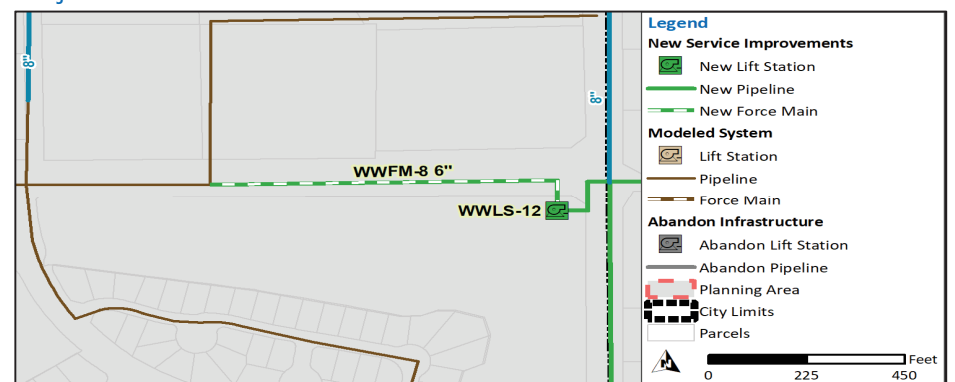 8"
8"
WWFM-8 6"
WWLS-12
Legend
New Service Improvements
New Lift Station
New Pipeline
New Force Main
Modeled System
Lift Station
Pipeline
Force Main
Abandon Infrastructure
Abandon Lift Station
Abandon Pipeline
Planning Area
City Limits
Parcels
N
Feet
0 225 450